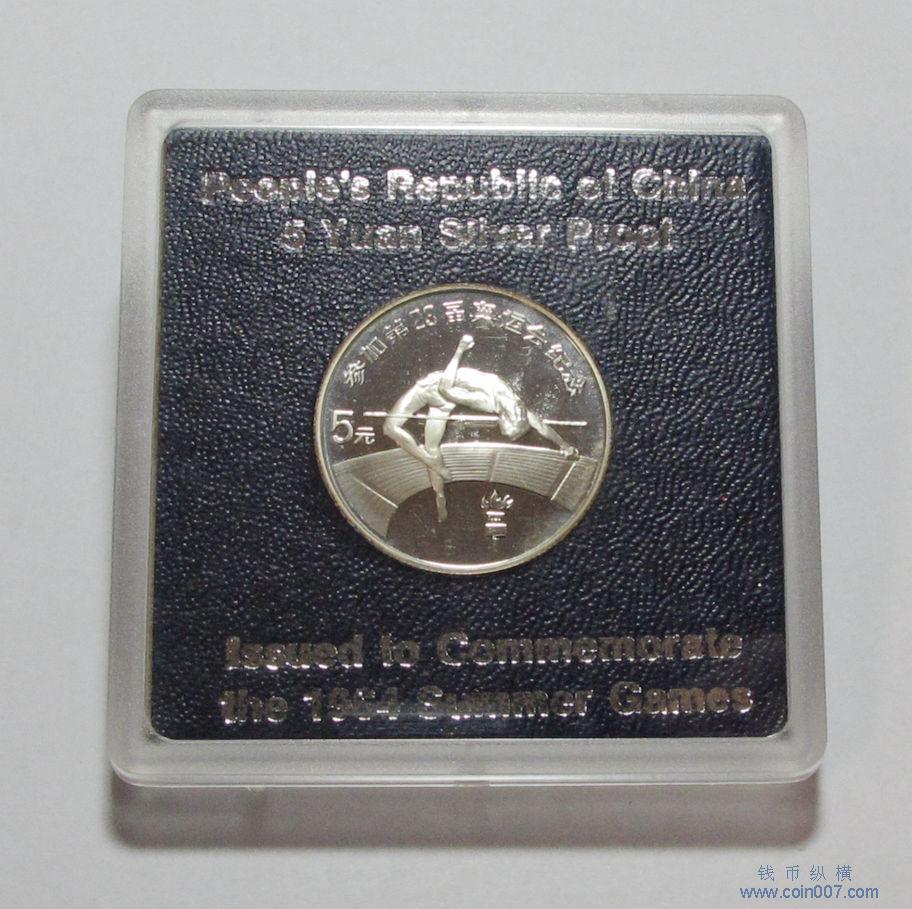 People's Republic of China
5 Yuan Silver Proof
参加第23届奥运会纪念
5元
Issued to Commemorate
the 1984 Summer Games
钱币纵横
www.coin007.com